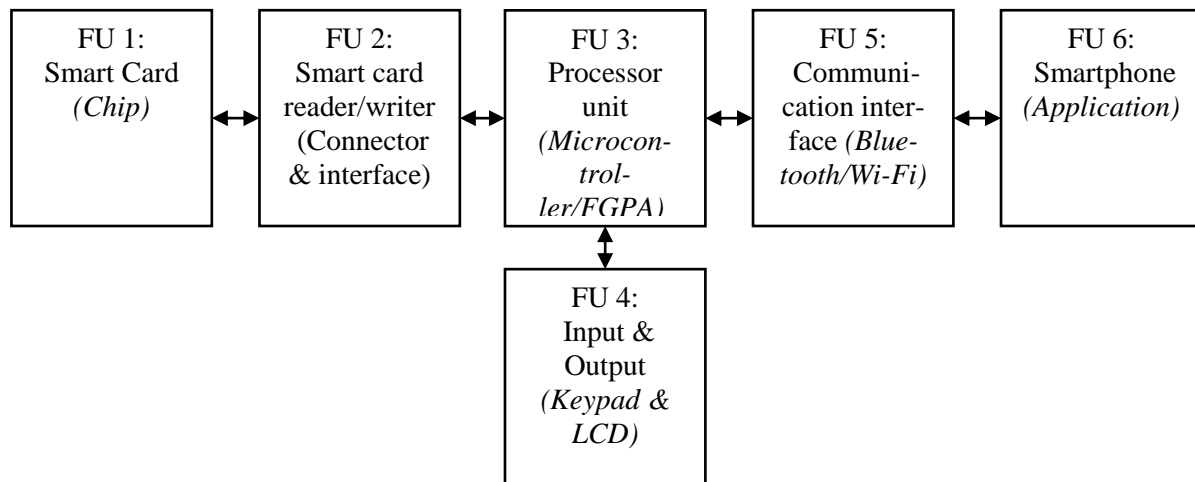 FU 1:
Smart Card
(Chip)
FU 2:
Smart card
reader/writer
(Connector
& interface)
FU 3:
Processor
unit
(Microcon-
trol-
ler/FGPA)
FU 5:
Communi-
cation inter-
face (Blue-
tooth/Wi-Fi)
FU 6:
Smartphone
(Application)
FU 4:
Input &
Output
(Keypad &
LCD)